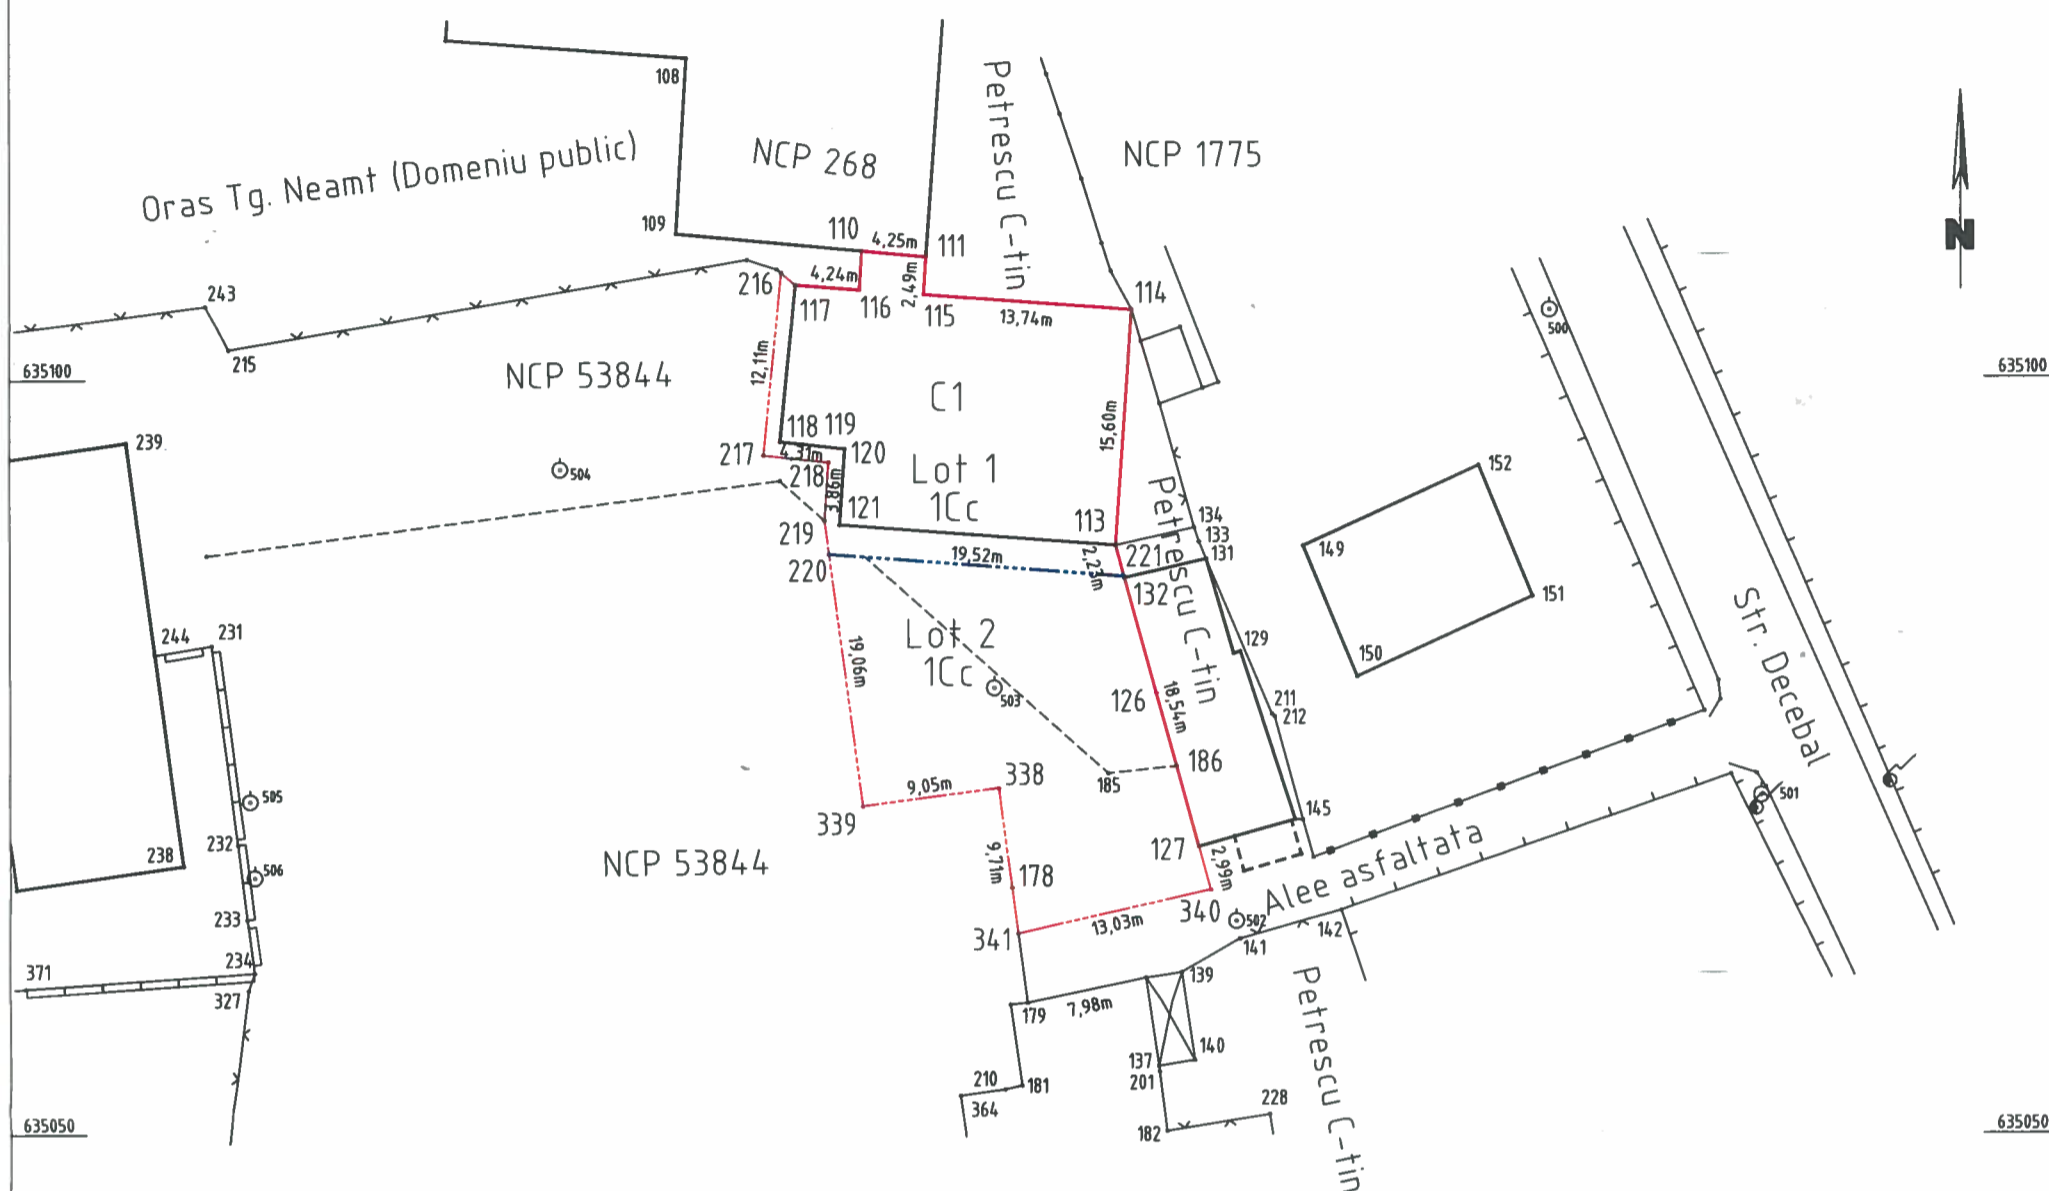 108
Petrescu C-tin
NCP 268
NCP 1775
Oras Tg. Neamt (Domeniu public)
N
109
110
4,25m
111
216
4,24m
2,49m
114
117
116
115
13,74m
243
215
500
635100
NCP 53844
12,11m
C1
635100
15,60m
118
119
239
217
4,31m
120
504
218
3,86m
Lot 1
1Cc
152
121
219
113
Petrescu C-tin
134
133
149
220
19,52m
2,23m
221
131
132
151
244
231
19,06m
Lot 2
1Cc
503
129
150
Str. Decebal
126
18,54m
211
212
186
185
338
9,05m
339
505
145
501
232
238
506
9,71m
127
2,99m
NCP 53844
178
Alee asfaltata
233
340
502
13,03m
341
141
142
234
371
327
139
179
7,98m
Petrescu C-tin
140
137
201
210
181
364
228
182
635050
635050